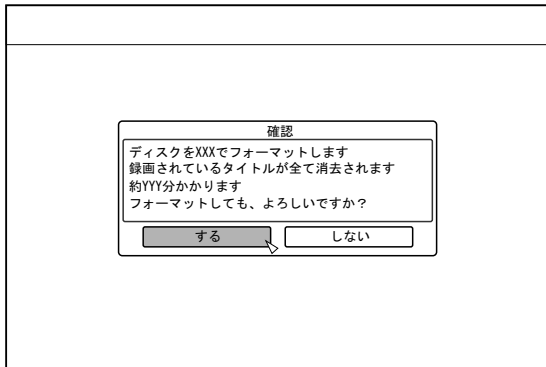 確認
ディスクをXXXでフォーマットします
録画されているタイトルが全て消去されます
約YYY分かかります
フォーマットしても、よろしいですか？
する
しない